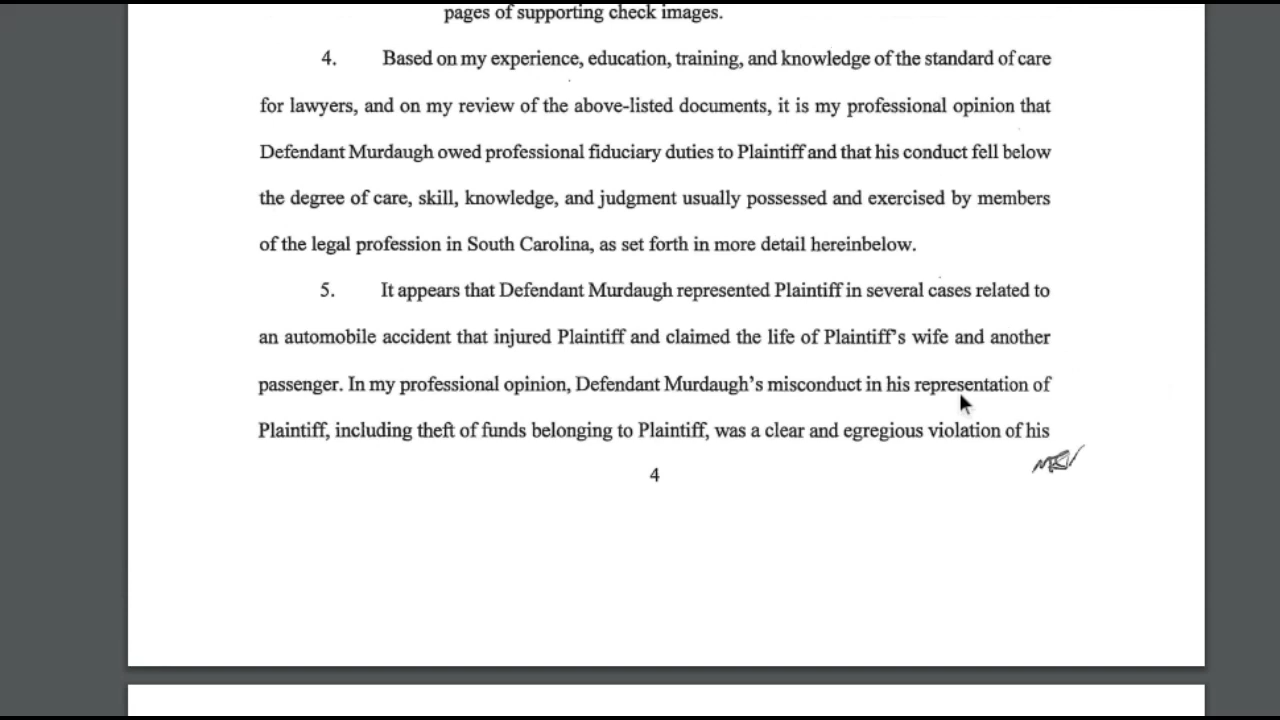 pages of supporting check images.
4. Based on my experience, education, training, and knowledge of the standard of care
for lawyers, and on my review of the above-listed documents, it is my professional opinion that
Defendant Murdaugh owed professional fiduciary duties to Plaintiff and that his conduct fell below
the degree of care, skill, knowledge, and judgment usually possessed and exercised by members
of the legal profession in South Carolina, as set forth in more detail hereinbelow.
5. It appears that Defendant Murdaugh represented Plaintiff in several cases related to
an automobile accident that injured Plaintiff and claimed the life of Plaintiff's wife and another
passenger. In my professional opinion, Defendant Murdaugh's misconduct in his representation of
Plaintiff, including theft of funds belonging to Plaintiff, was a clear and egregious violation of his
4